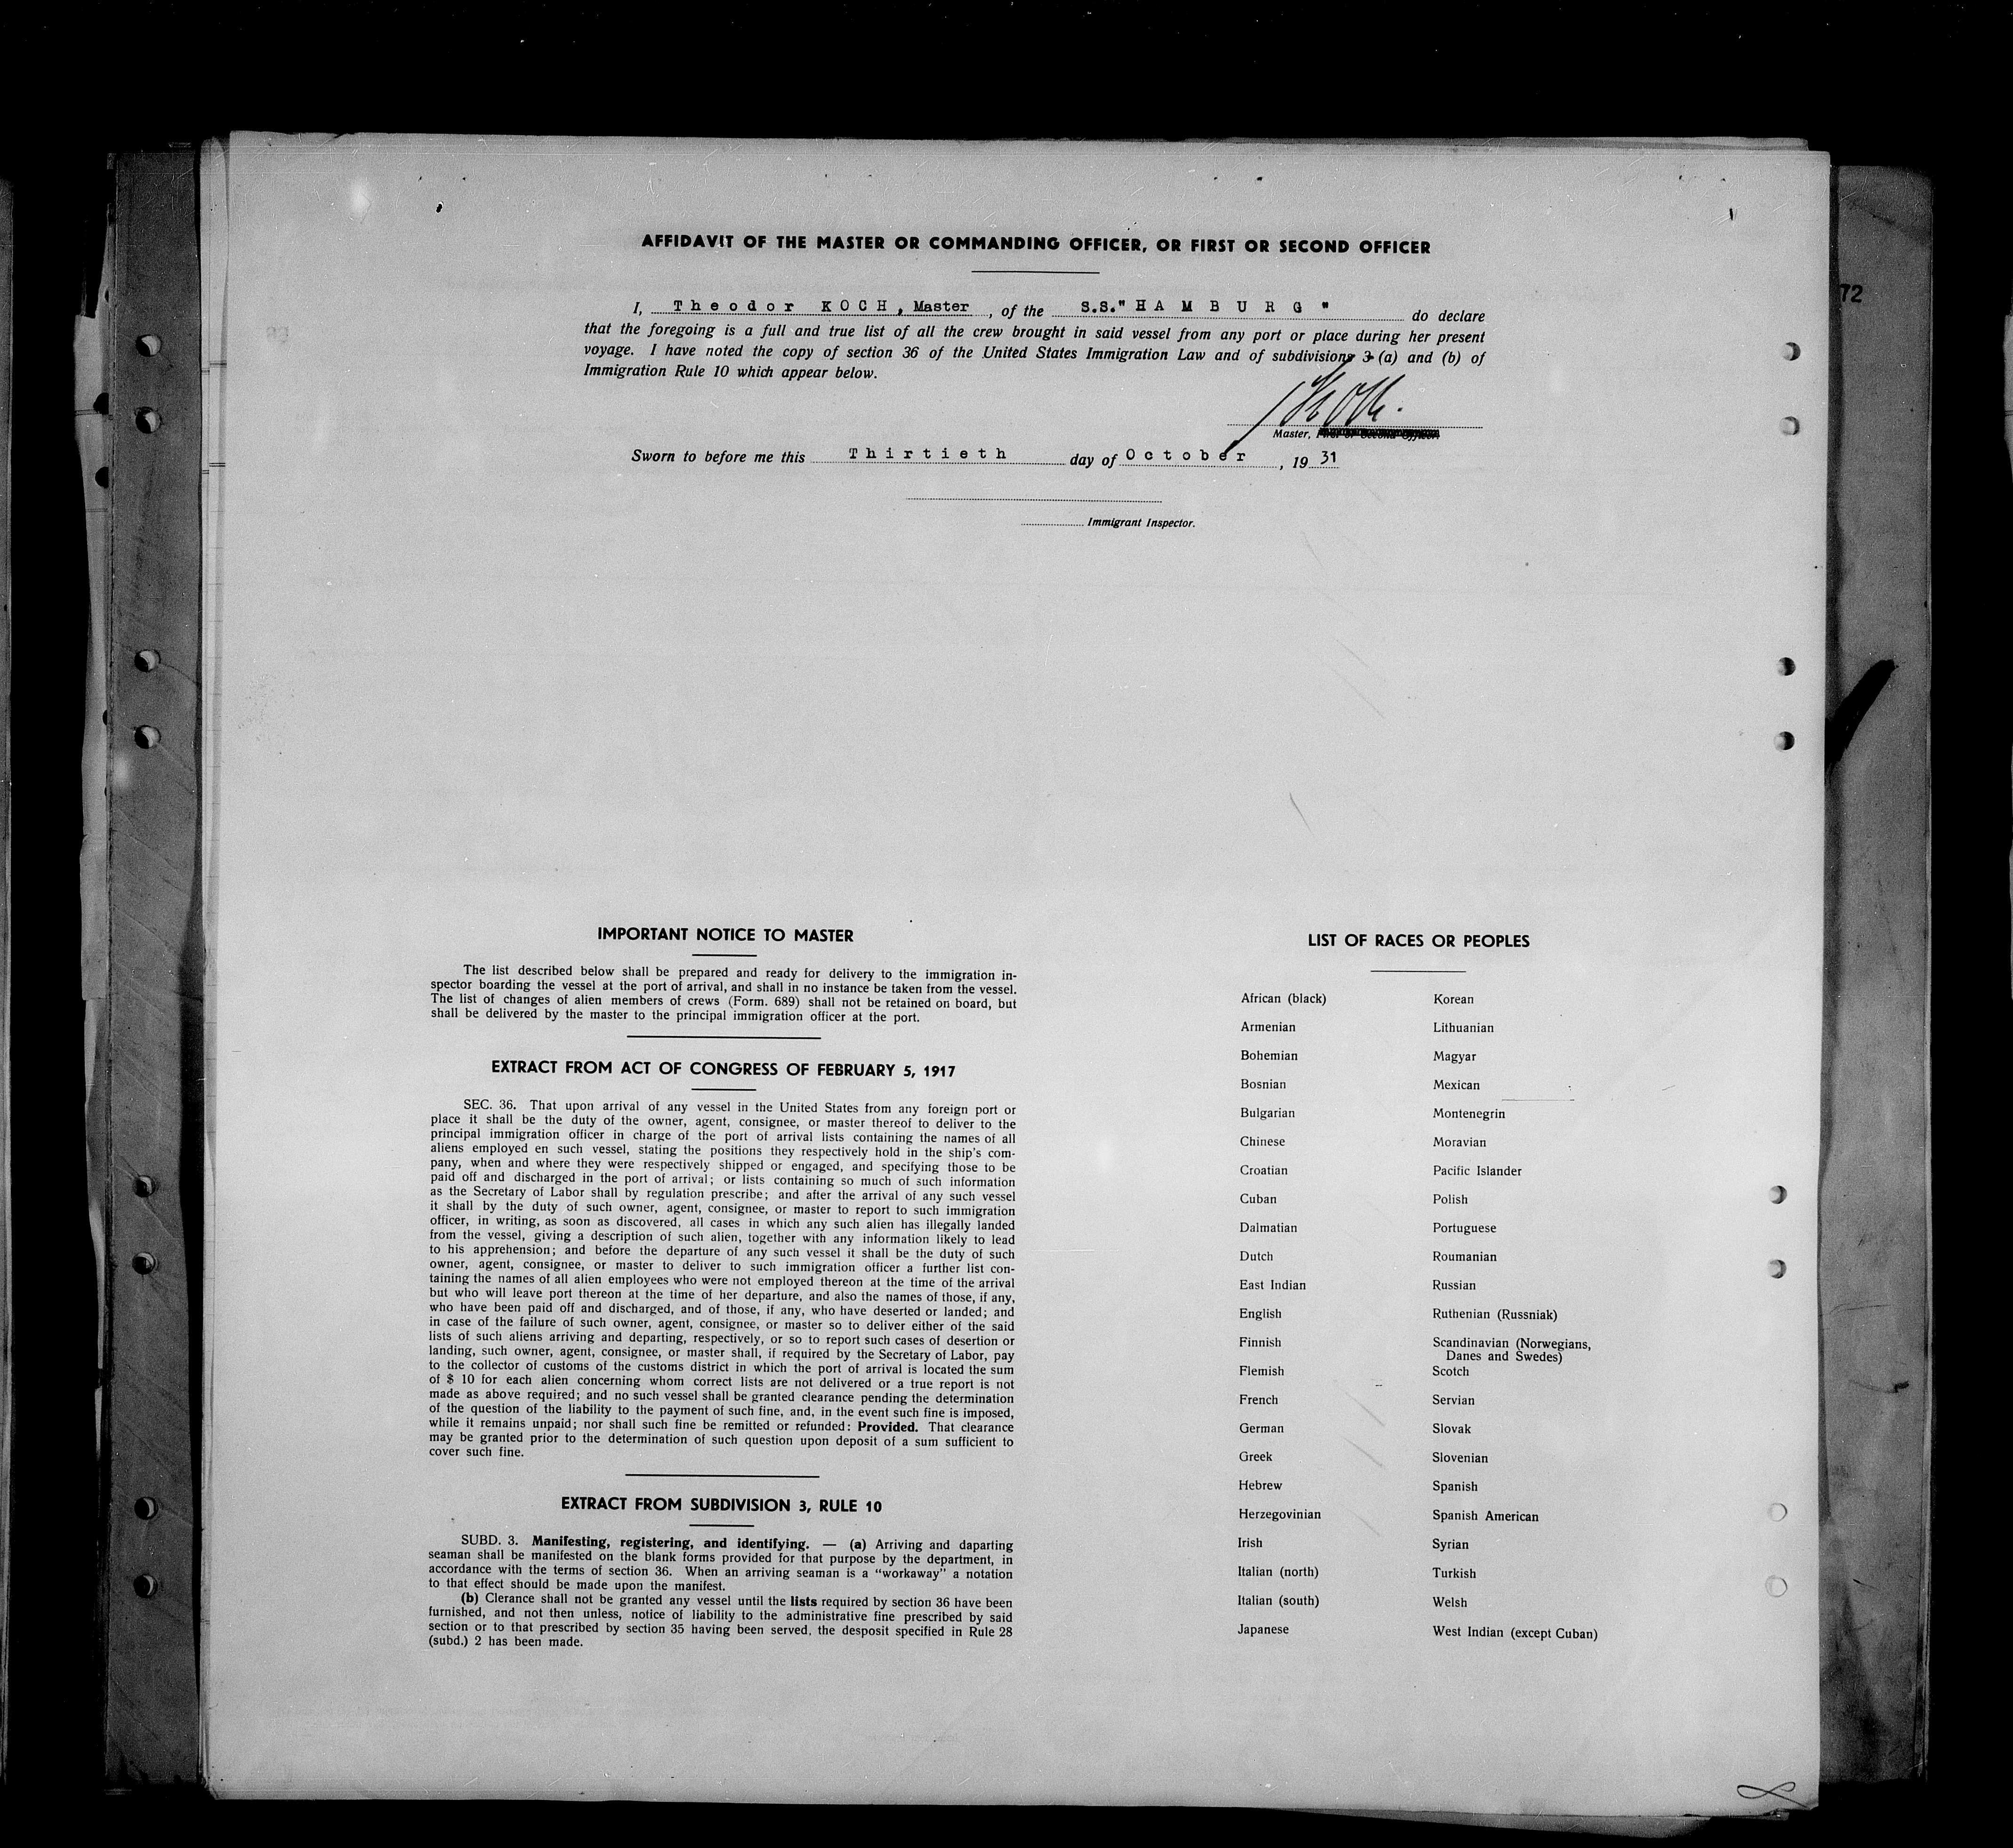 AFFIDAVIT OF THE MASTER OR COMMANDING OFFICER, OR FIRST OR SECOND OFFICER
I, Theodor KOCH, Master, of the S.S." H A M B U R G " do declare
that the foregoing is a full and true list of all the crew brought in said vessel from any port or place during her present
voyage. I have noted the copy of section 36 of the United States Immigration Law and of subdivisions 3 (a) and (b) of
Immigration Rule 10 which appear below.
Master, First or Second Officer
Sworn to before me this Thirtieth day of October, 19 31
Immigrant Inspector.
72
IMPORTANT NOTICE TO MASTER
The list described below shall be prepared and ready for delivery to the immigration in-
spector boarding the vessel at the port of arrival, and shall in no instance be taken from the vessel.
The list of changes of alien members of crews (Form. 689) shall not be retained on board, but
shall be delivered by the master to the principal immigration officer at the port.
EXTRACT FROM ACT OF CONGRESS OF FEBRUARY 5, 1917
SEC. 36. That upon arrival of any vessel in the United States from any foreign port or
place it shall be the duty of the owner, agent, consignee, or master thereof to deliver to the
principal immigration officer in charge of the port of arrival lists containing the names of all
aliens employed en such vessel, stating the positions they respectively hold in the ship's com-
pany, when and where they were respectively shipped or engaged, and specifying those to be
paid off and discharged in the port of arrival; or lists containing so much of such information
as the Secretary of Labor shall by regulation prescribe; and after the arrival of any such vessel
it shall by the duty of such owner, agent, consignee, or master to report to such immigration
officer, in writing, as soon as discovered, all cases in which any such alien has illegally landed
from the vessel, giving a description of such alien, together with any information likely to lead
to his apprehension; and before the departure of any such vessel it shall be the duty of such
owner, agent, consignee, or master to deliver to such immigration officer a further list con-
taining the names of all alien employees who were not employed thereon at the time of the arrival
but who will leave port thereon at the time of her departure, and also the names of those, if any,
who have been paid off and discharged, and of those, if any, who have deserted or landed; and
in case of the failure of such owner, agent, consignee, or master so to deliver either of the said
lists of such aliens arriving and departing, respectively, or so to report such cases of desertion or
landing, such owner, agent, consignee, or master shall, if required by the Secretary of Labor, pay
to the collector of customs of the customs district in which the port of arrival is located the sum
of $ 10 for each alien concerning whom correct lists are not delivered or a true report is not
made as above required; and no such vessel shall be granted clearance pending the determination
of the question of the liability to the payment of such fine, and, in the event such fine is imposed,
while it remains unpaid; nor shall such fine be remitted or refunded: Provided. That clearance
may be granted prior to the determination of such question upon deposit of a sum sufficient to
cover such fine.
EXTRACT FROM SUBDIVISION 3, RULE 10
SUBD. 3. Manifesting, registering, and identifying. — (a) Arriving and daparting
seaman shall be manifested on the blank forms provided for that purpose by the department, in
accordance with the terms of section 36. When an arriving seaman is a "workaway" a notation
to that effect should be made upon the manifest.
(b) Clerance shall not be granted any vessel until the lists required by section 36 have been
furnished, and not then unless, notice of liability to the administrative fine prescribed by said
section or to that prescribed by section 35 having been served, the desposit specified in Rule 28
(subd.) 2 has been made.
LIST OF RACES OR PEOPLES
African (black)
Armenian
Bohemian
Bosnian
Bulgarian
Chinese
Croatian
Cuban
Dalmatian
Dutch
East Indian
English
Finnish
Flemish
French
German
Greek
Hebrew
Herzegovinian
Irish
Italian (north)
Italian (south)
Japanese
Korean
Lithuanian
Magyar
Mexican
Montenegrin
Moravian
Pacific Islander
Polish
Portuguese
Roumanian
Russian
Ruthenian (Russniak)
Scandinavian (Norwegians,
Danes and Swedes)
Scotch
Servian
Slovak
Slovenian
Spanish
Spanish American
Syrian
Turkish
Welsh
West Indian (except Cuban)